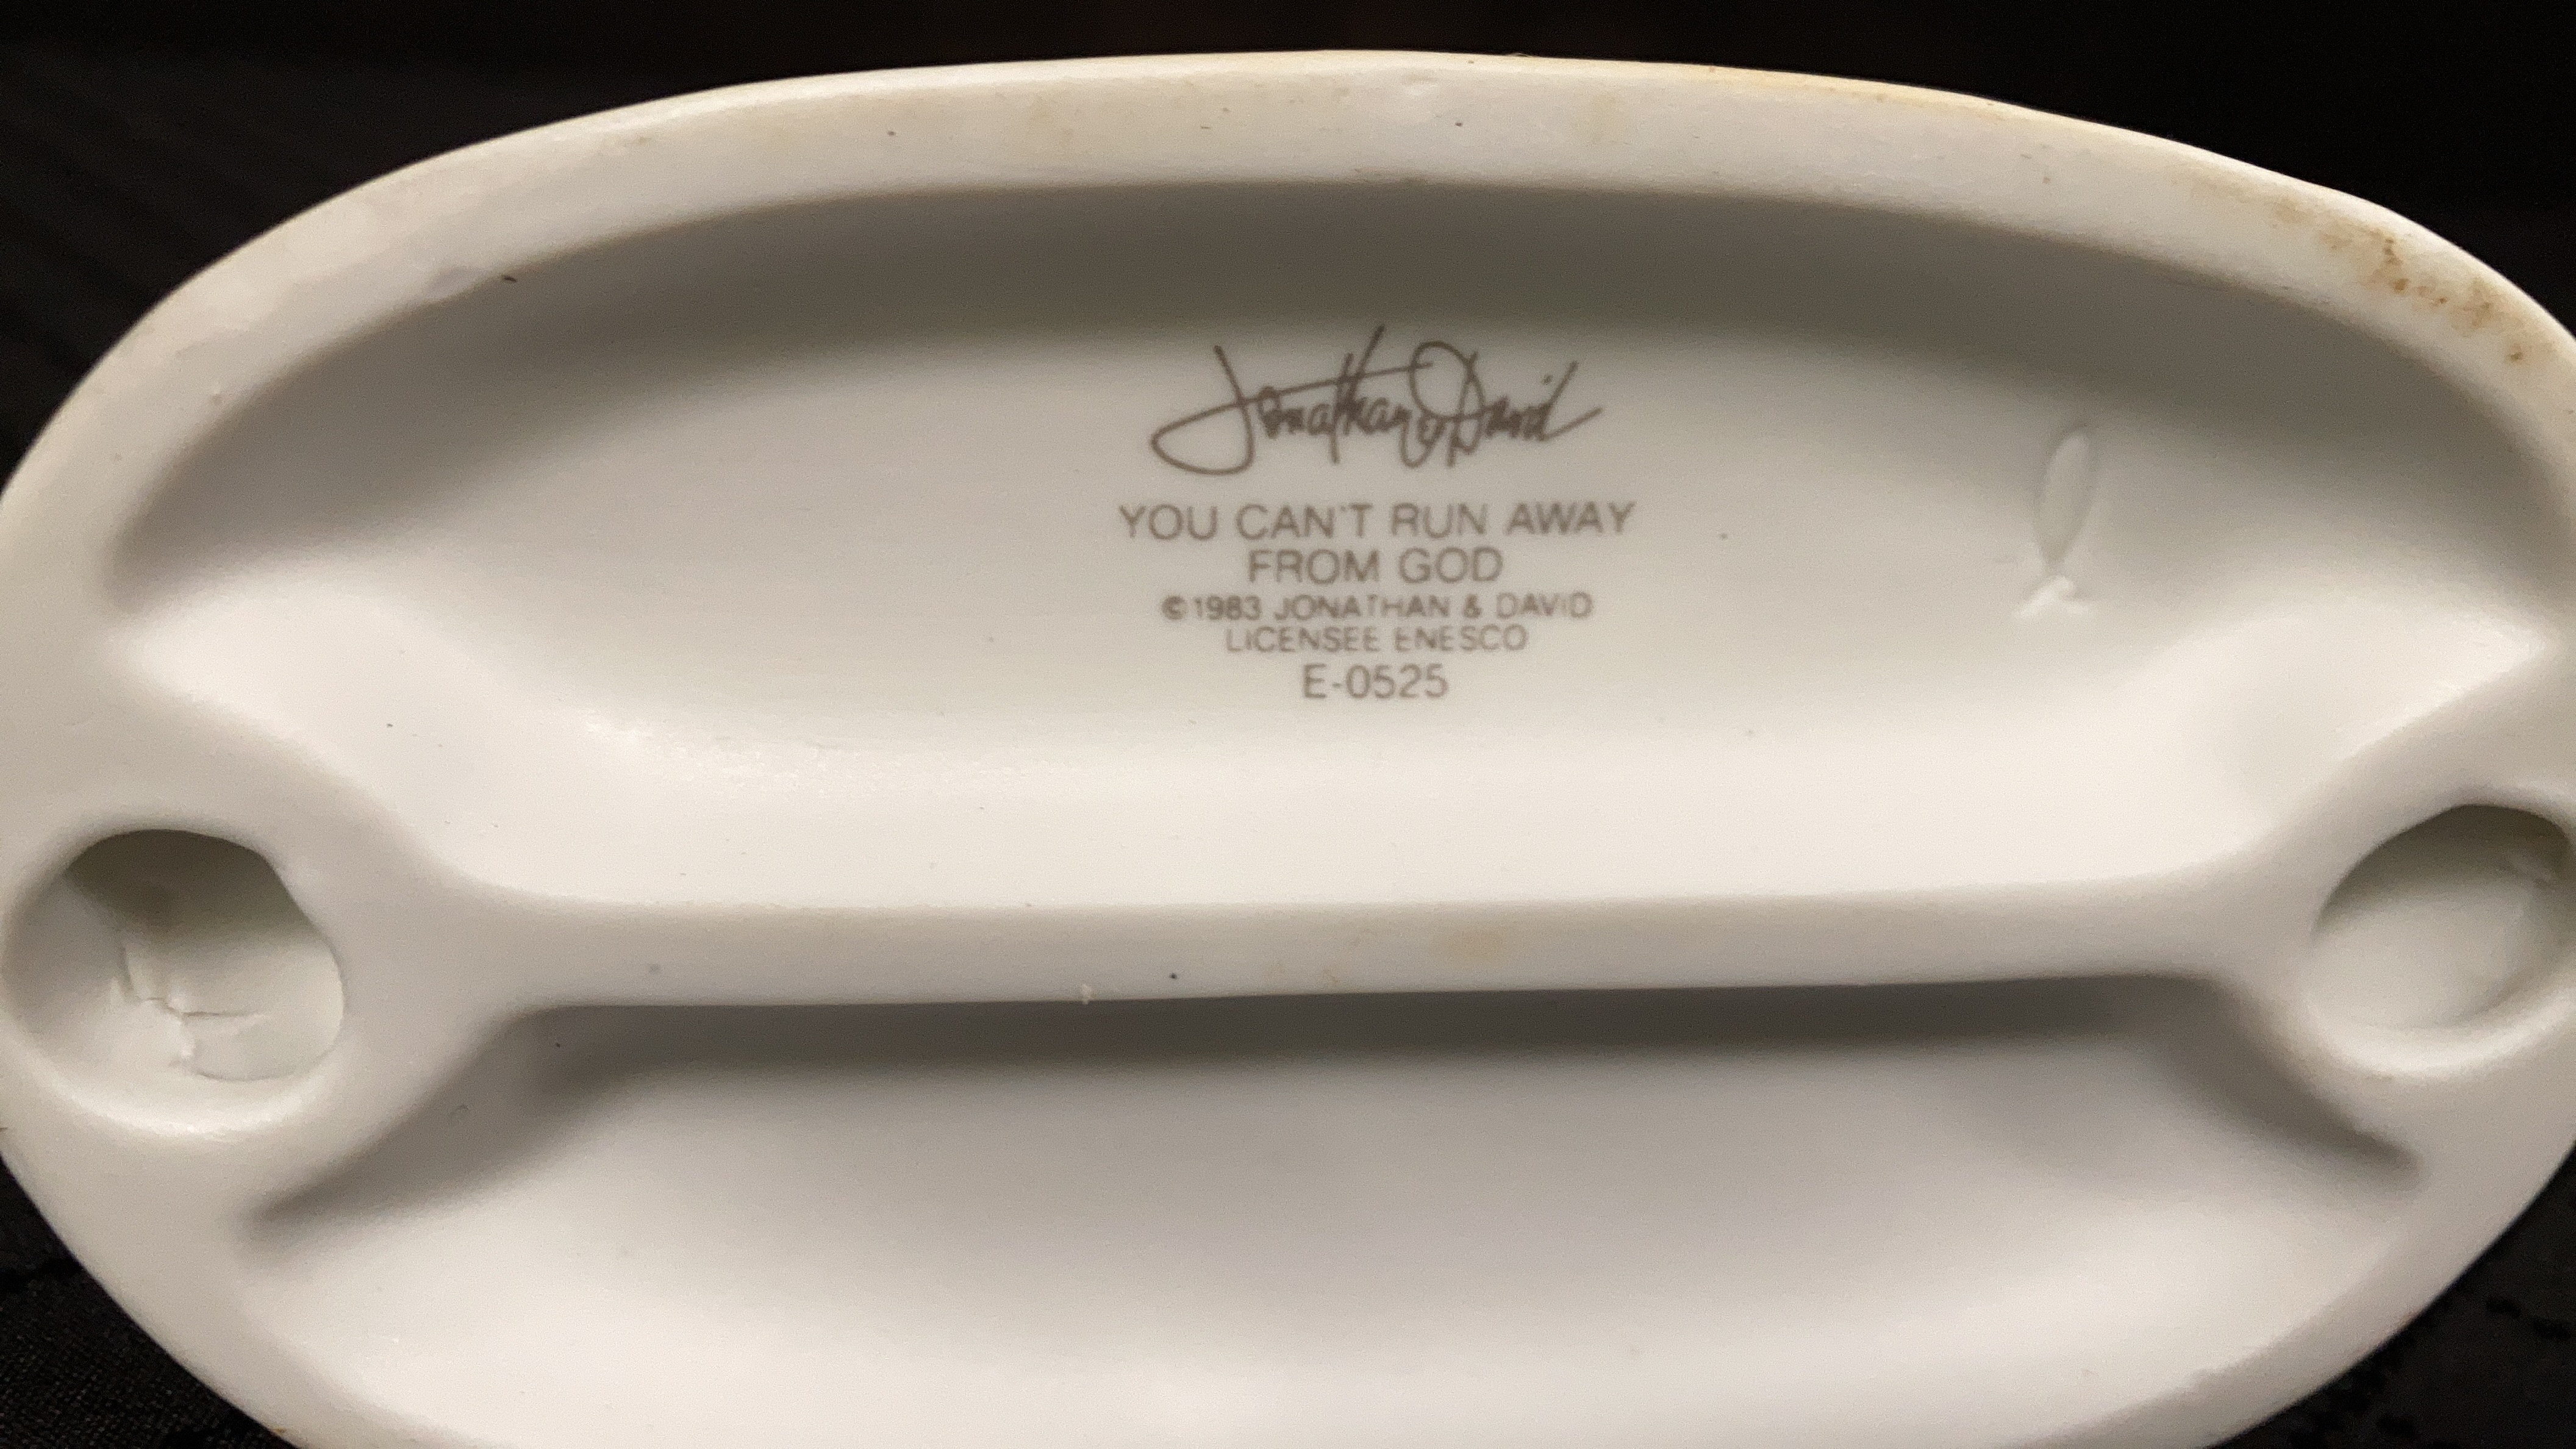 Jonathan & David
YOU CAN'T RUN AWAY
FROM GOD
©1983 JONATHAN & DAVID
LICENSEE ENESCO
E-0525